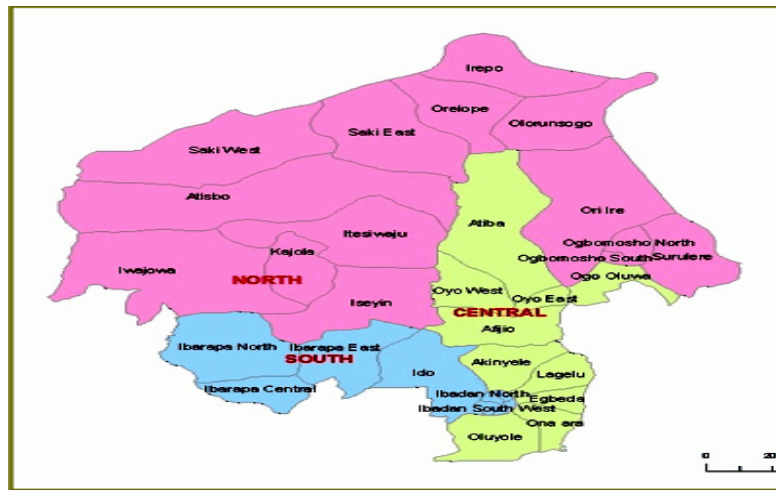 Irepo
Orelope
Olorunsogo
Saki East
Saki West
Atisbo
Ori Ire
Atiba
Itesiwaju
Ogbomosho North
Kajola
Ogbomosho South
Surulere
Iwajowa
Ogo Oluwa
NORTH
Oyo West
Iseyin
Oyo East
CENTRAL
Afijio
Ibarapa North
Ibarapa East
SOUTH
Akinyele
Ido
Lagelu
Ibarapa Central
Ibadan North
Egbeda
Ibadan South West
Ona ara
Oluyole
0
20